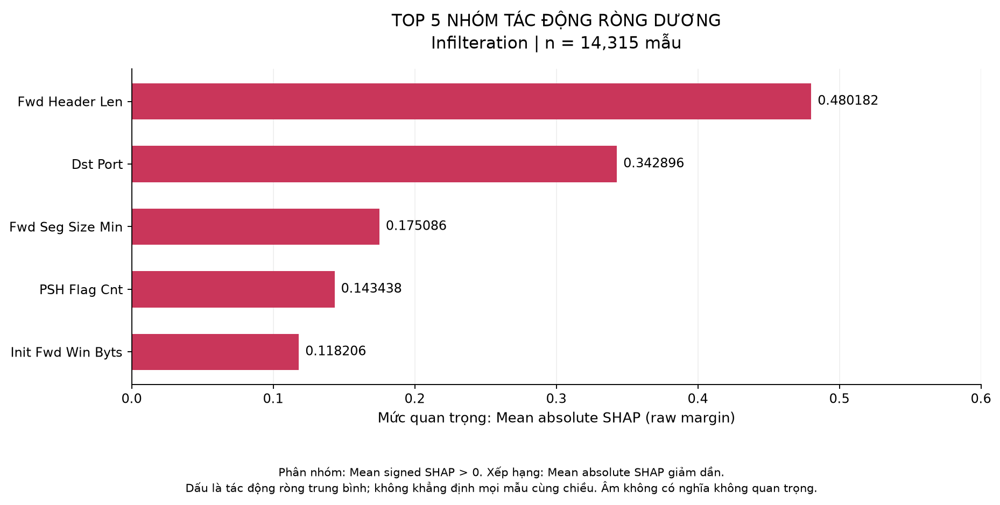 TOP 5 NHÓM TÁC ĐỘNG RÒNG DƯƠNG
Infilteration | n = 14,315 mẫu
Fwd Header Len
0.480182
Dst Port
0.342896
Fwd Seg Size Min
0.175086
PSH Flag Cnt
0.143438
Init Fwd Win Byts
0.118206
0.0 0.1 0.2 0.3 0.4 0.5 0.6
Mức quan trọng: Mean absolute SHAP (raw margin)
Phân nhóm: Mean signed SHAP > 0. Xếp hạng: Mean absolute SHAP giảm dần.
Dấu là tác động ròng trung bình; không khẳng định mọi mẫu cùng chiều. Âm không có nghĩa không quan trọng.